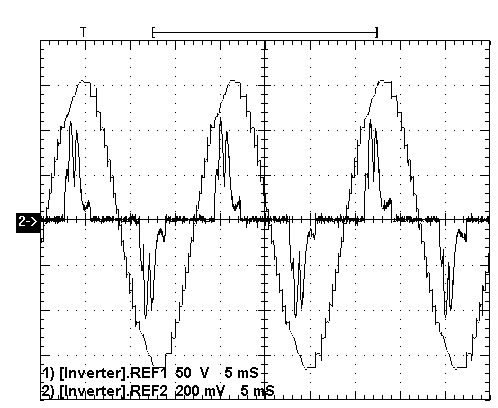 T
2->
1) [Inverter].REF1 50 V 5 mS
2) [Inverter].REF2 200 mV 5 mS